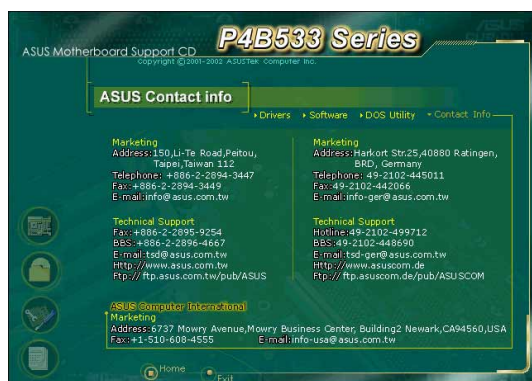 ASUS Motherboard Support CD
P4B533 Series
Copyright ©2001-2002 ASUSTeK Computer Inc.
ASUS Contact info
Drivers Software DOS Utility Contact Info
Marketing
Address:150,Li-Te Road,Peitou,
Taipei,Taiwan 112
Telephone: +886-2-2894-3447
Fax:+886-2-2894-3449
E-mail:info@asus.com.tw
Technical Support
Fax:+886-2-2895-9254
BBS:+886-2-2896-4667
E-mail:tsd@asus.com.tw
Http://www.asus.com.tw
Ftp://ftp.asus.com.tw/pub/ASUS
Marketing
Address:Harkort Str.25,40880 Ratingen,
BRD, Germany
Telephone: 49-2102-445011
Fax:49-2102-442066
E-mail:info-ger@asus.com.tw
Technical Support
Hotline:49-2102-499712
BBS:49-2102-448690
E-mail:tsd-ger@asus.com.tw
Http://www.asuscom.de
Ftp://ftp.asuscom.de/pub/ASUSCOM
ASUS Computer International
Marketing
Address:6737 Mowry Avenue,Mowry Business Center, Building2 Newark,CA94560,USA
Fax:+1-510-608-4555 E-mail:info-usa@asus.com.tw
Home
Exit